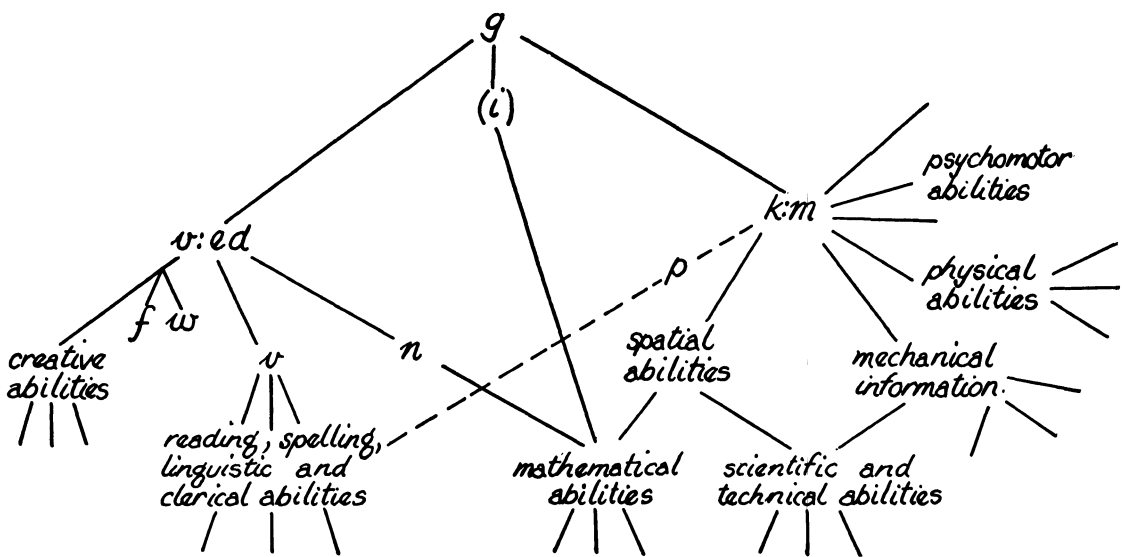 g
(i)
psychomotor
abilities
k:m
v:ed
p
physical
abilities
f w
n
creative
abilities
v
spatial
abilities
mechanical
information.
reading, spelling,
linguistic and
clerical abilities
mathematical
abilities
scientific and
technical abilities